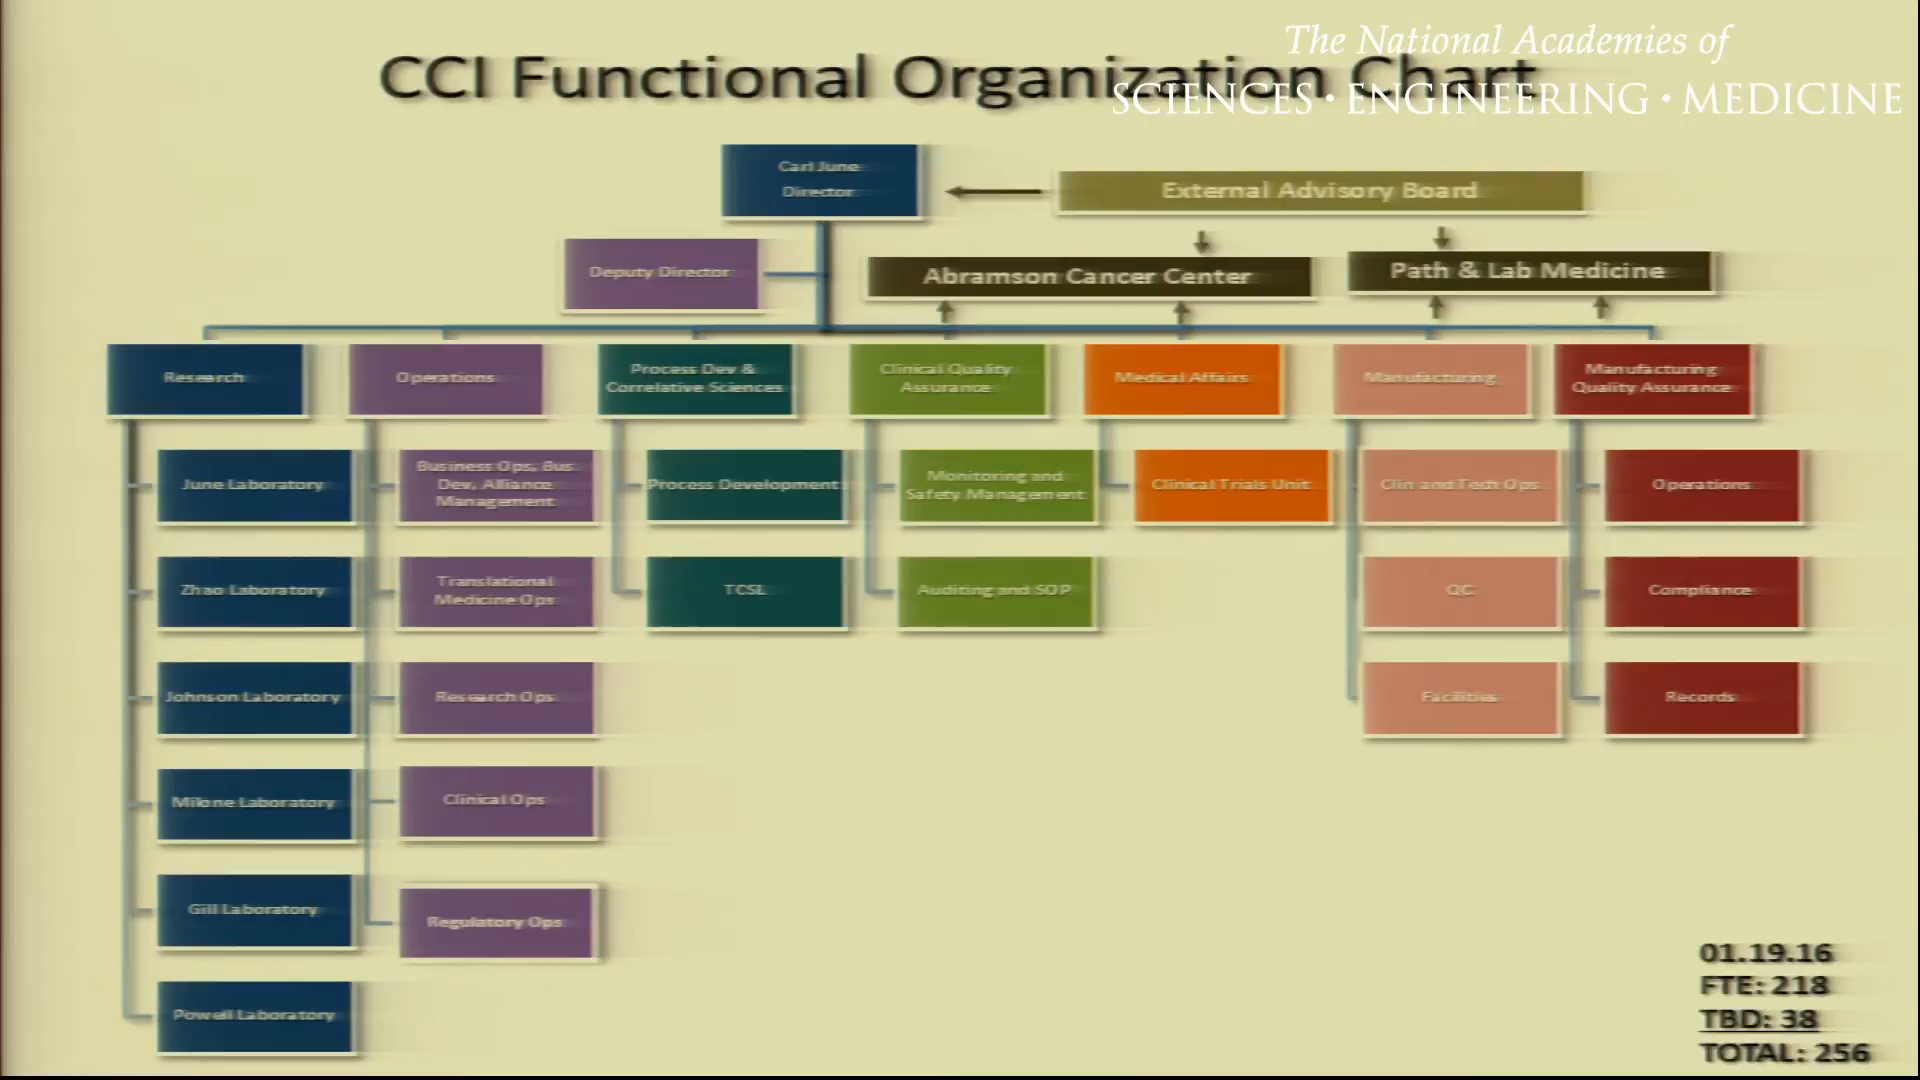 The National Academies of
SCIENCES • ENGINEERING • MEDICINE
CCI Functional Organization Chart
Carl June
Director
External Advisory Board
Deputy Director
Abramson Cancer Center
Path & Lab Medicine
Research
Operations
Process Dev &
Correlative Sciences
Clinical Quality
Assurance
Medical Affairs
Manufacturing
Manufacturing
Quality Assurance
June Laboratory
Zhao Laboratory
Johnson Laboratory
Milone Laboratory
Gill Laboratory
Powell Laboratory
Business Ops, Bus
Dev, Alliance
Management
Translational
Medicine Ops
Research Ops
Clinical Ops
Regulatory Ops
Process Development
TCSL
Monitoring and
Safety Management
Auditing and SOP
Clinical Trials Unit
Clin and Tech Ops
QC
Facilities
Operations
Compliance
Records
01.19.16
FTE: 218
TBD: 38
TOTAL: 256